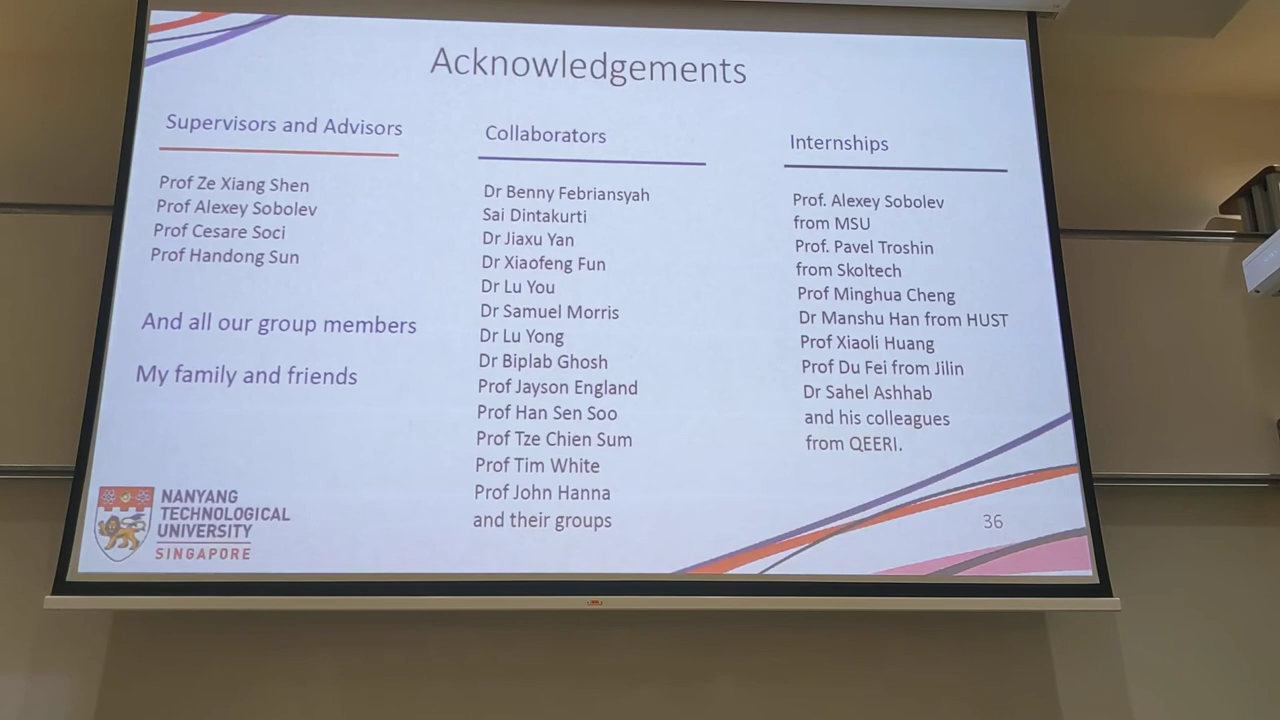 Acknowledgements
Supervisors and Advisors
Prof Ze Xiang Shen
Prof Alexey Sobolev
Prof Cesare Soci
Prof Handong Sun
And all our group members
My family and friends
Collaborators
Dr Benny Febriansyah
Sai Dintakurti
Dr Jiaxu Yan
Dr Xiaofeng Fun
Dr Lu You
Dr Samuel Morris
Dr Lu Yong
Dr Biplab Ghosh
Prof Jayson England
Prof Han Sen Soo
Prof Tze Chien Sum
Prof Tim White
Prof John Hanna
and their groups
Internships
Prof. Alexey Sobolev
from MSU
Prof. Pavel Troshin
from Skoltech
Prof Minghua Cheng
Dr Manshu Han from HUST
Prof Xiaoli Huang
Prof Du Fei from Jilin
Dr Sahel Ashhab
and his colleagues
from QEERI.
NANYANG
TECHNOLOGICAL
UNIVERSITY
SINGAPORE
36